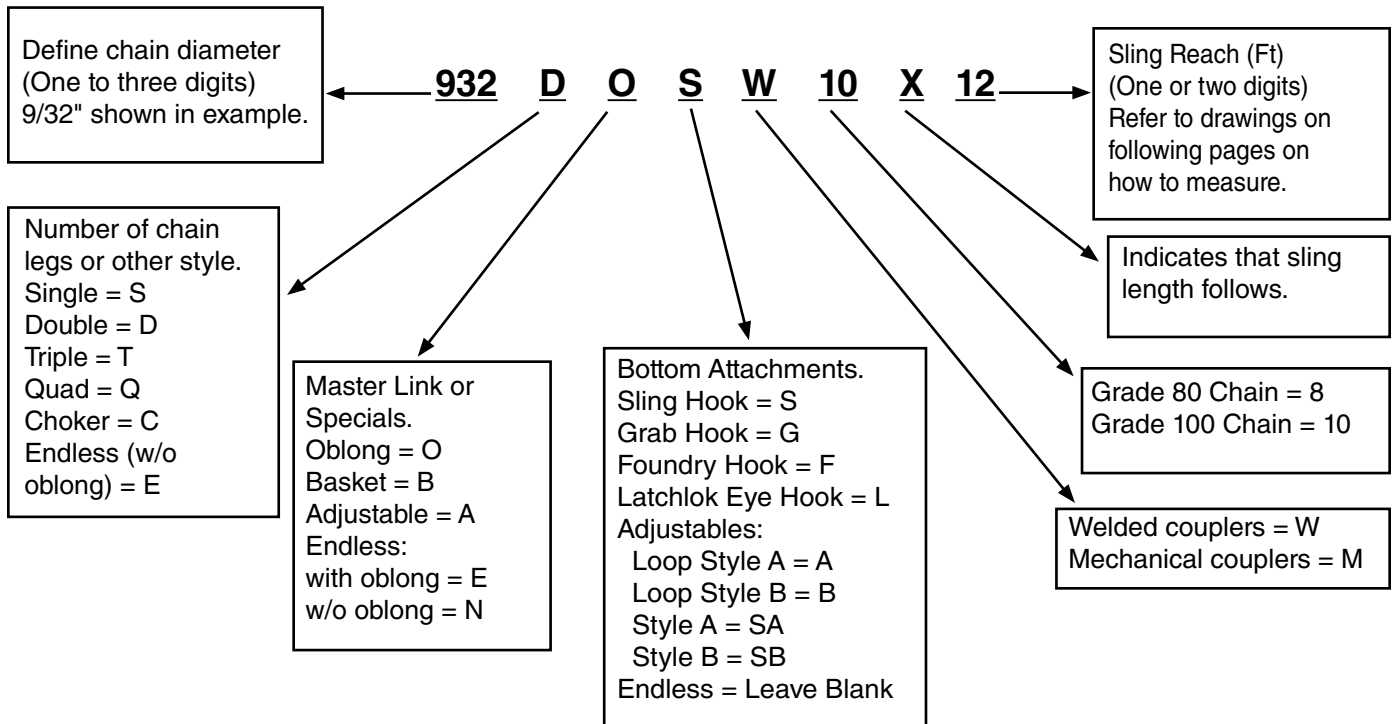 Define chain diameter
(One to three digits)
9/32" shown in example.
932 D O S W 10 X 12
Sling Reach (Ft)
(One or two digits)
Refer to drawings on
following pages on
how to measure.
Number of chain
legs or other style.
Single = S
Double = D
Triple = T
Quad = Q
Choker = C
Endless (w/o
oblong) = E
Master Link or
Specials.
Oblong = O
Basket = B
Adjustable = A
Endless:
with oblong = E
w/o oblong = N
Bottom Attachments.
Sling Hook = S
Grab Hook = G
Foundry Hook = F
Latchlok Eye Hook = L
Adjustables:
Loop Style A = A
Loop Style B = B
Style A = SA
Style B = SB
Endless = Leave Blank
Indicates that sling
length follows.
Grade 80 Chain = 8
Grade 100 Chain = 10
Welded couplers = W
Mechanical couplers = M